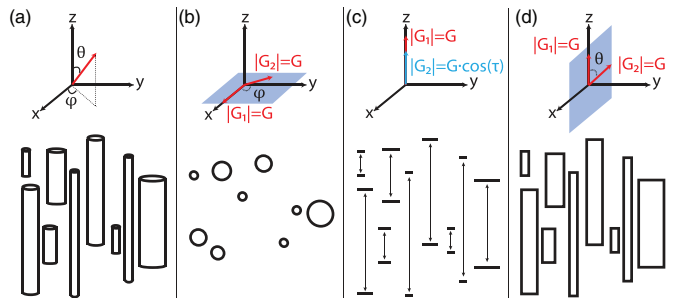 (a)
z
θ
y
x
φ
(b)
z
|G₂|=G
y
φ
x
|G₁|=G
(c)
z
|G₁|=G
|G₂|=G·cos(τ)
y
x
(d)
z
|G₁|=G
θ
|G₂|=G
y
x